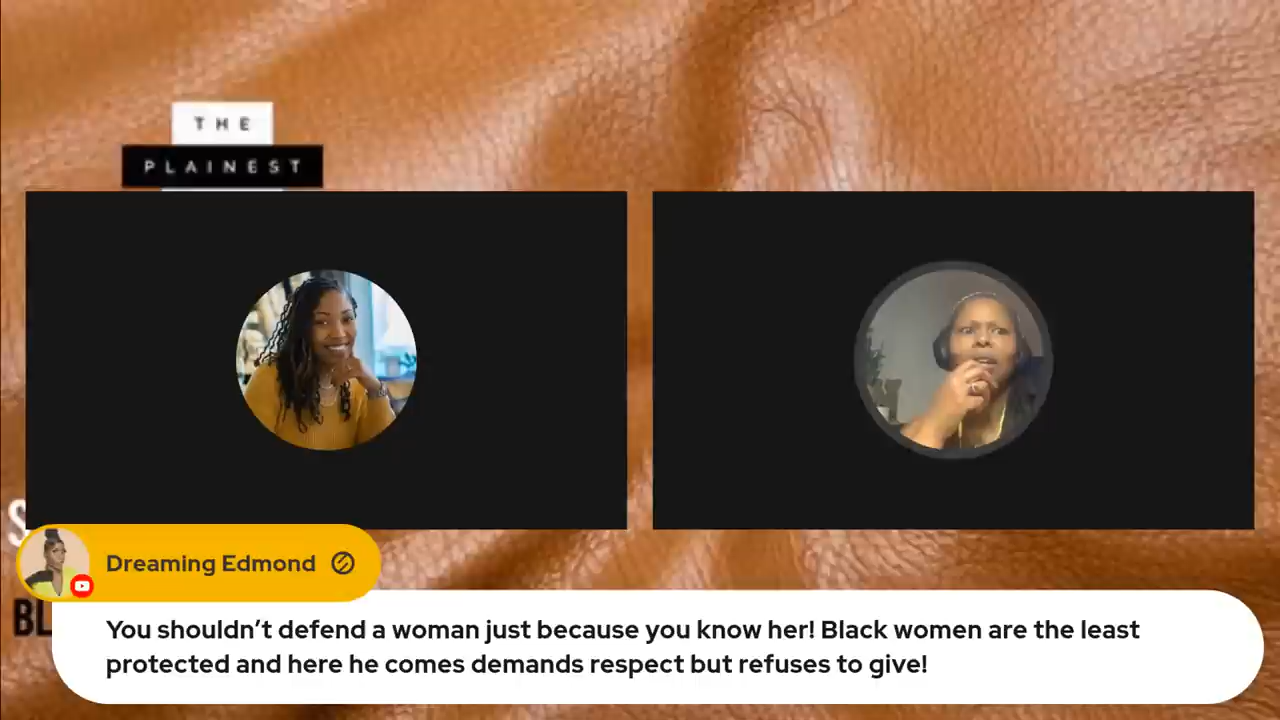 THE
PLAINEST
Dreaming Edmond
You shouldn’t defend a woman just because you know her! Black women are the least
protected and here he comes demands respect but refuses to give!